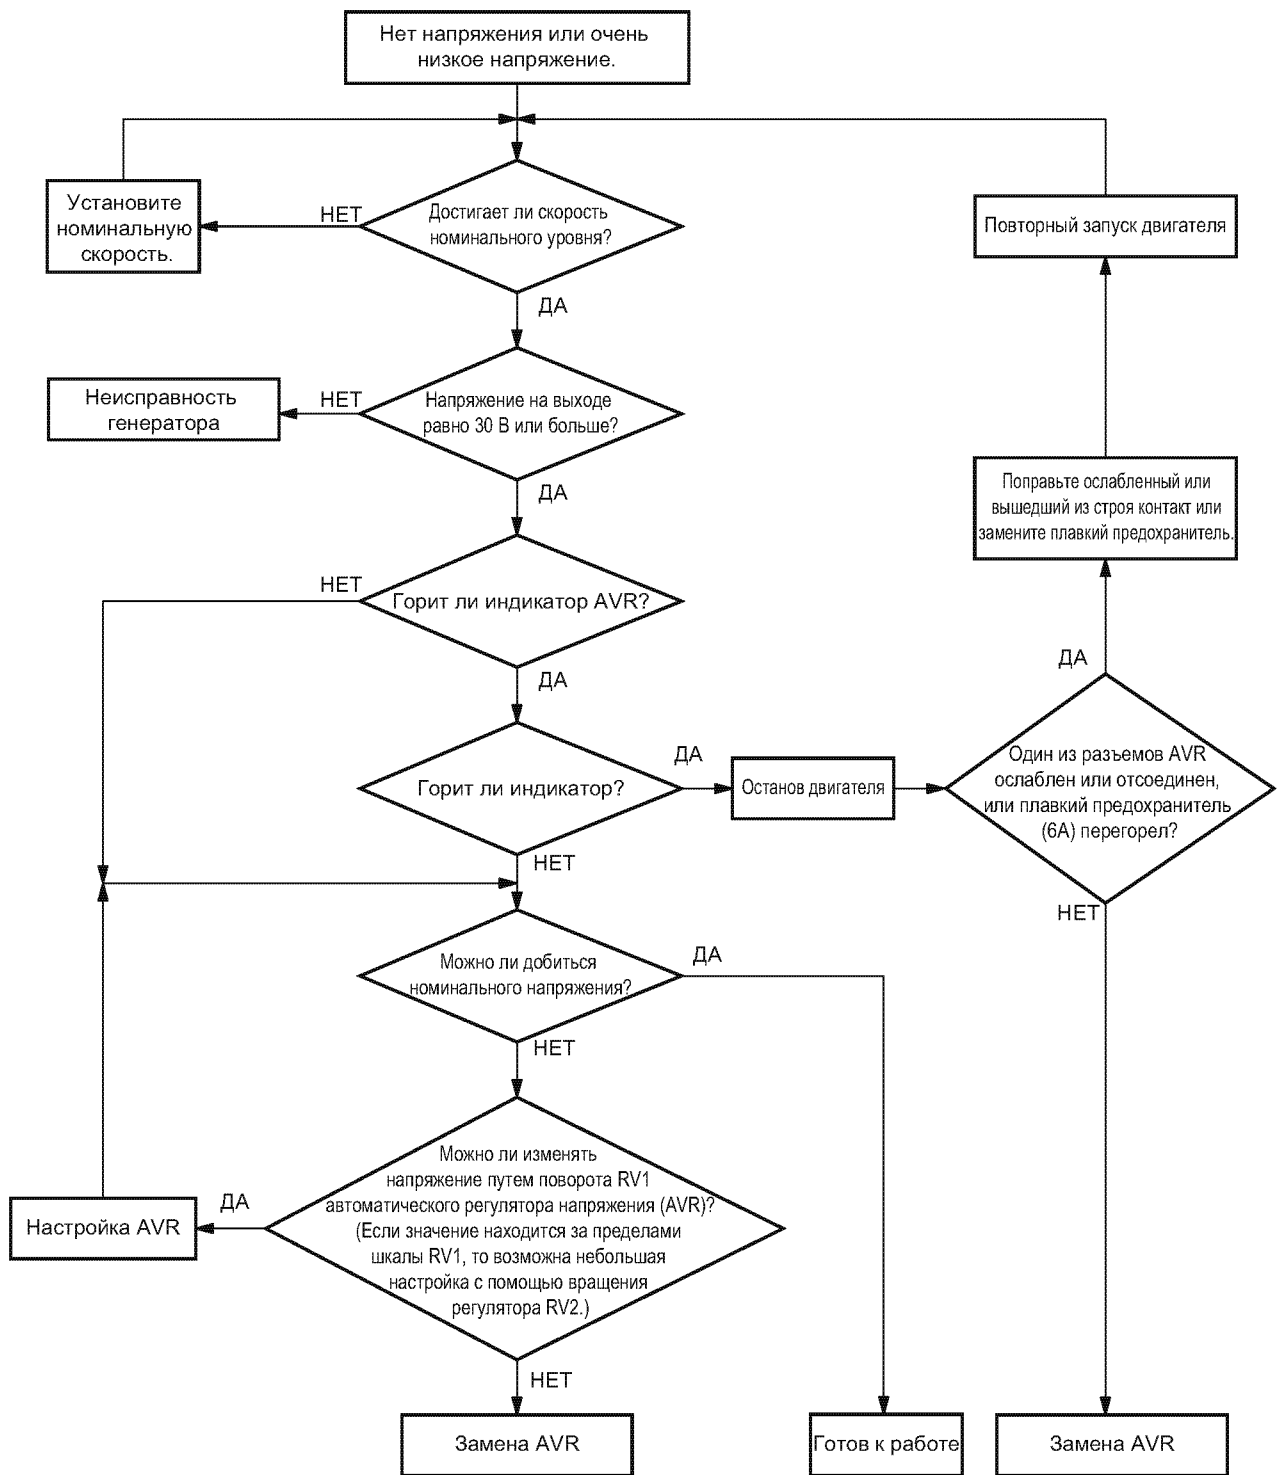 Нет напряжения или очень
низкое напряжение.
Установите
номинальную
скорость.
НЕТ
Достигает ли скорость
номинального уровня?
Повторный запуск двигателя
ДА
Неисправность
генератора
НЕТ
Напряжение на выходе
равно 30 В или больше?
ДА
Поправьте ослабленный или
вышедший из строя контакт или
замените плавкий предохранитель.
НЕТ
Горит ли индикатор AVR?
ДА
ДА
Горит ли индикатор?
ДА
Останов двигателя
Один из разъемов AVR
ослаблен или отсоединен,
или плавкий предохранитель
(6А) перегорел?
НЕТ
НЕТ
Можно ли добиться
номинального напряжения?
ДА
НЕТ
Можно ли изменять
напряжение путем поворота RV1
автоматического регулятора напряжения (AVR)?
(Если значение находится за пределами
шкалы RV1, то возможна небольшая
настройка с помощью вращения
регулятора RV2.)
ДА
Настройка AVR
НЕТ
Замена AVR
Готов к работе
Замена AVR